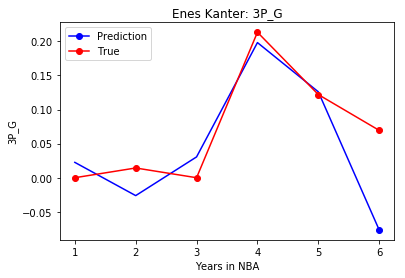 Enes Kanter: 3P_G
Prediction
True
0.20
0.15
0.10
0.05
0.00
−0.05
3P_G
1 2 3 4 5 6
Years in NBA